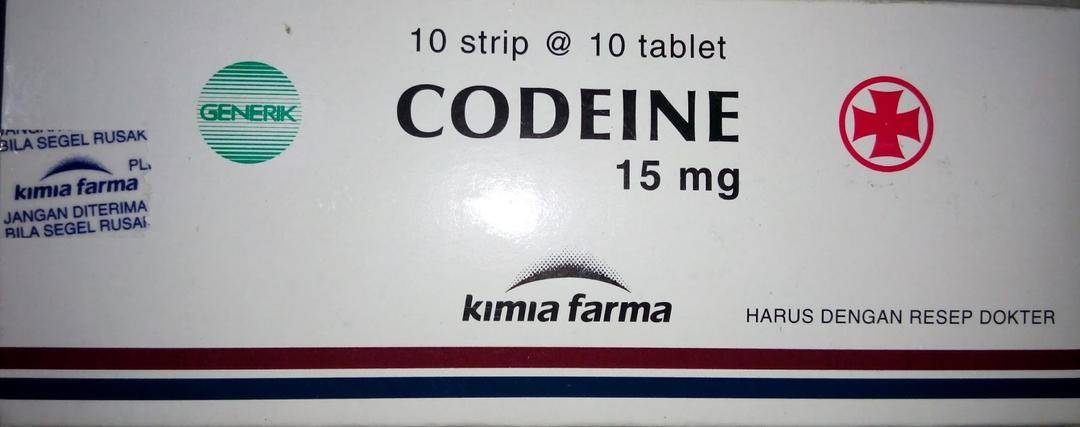 10 strip @ 10 tablet
GENERIK
CODEINE
15 mg
BILA SEGEL RUSAK
kimia farma
JANGAN DITERIMA
BILA SEGEL RUSAK
kimia farma
HARUS DENGAN RESEP DOKTER